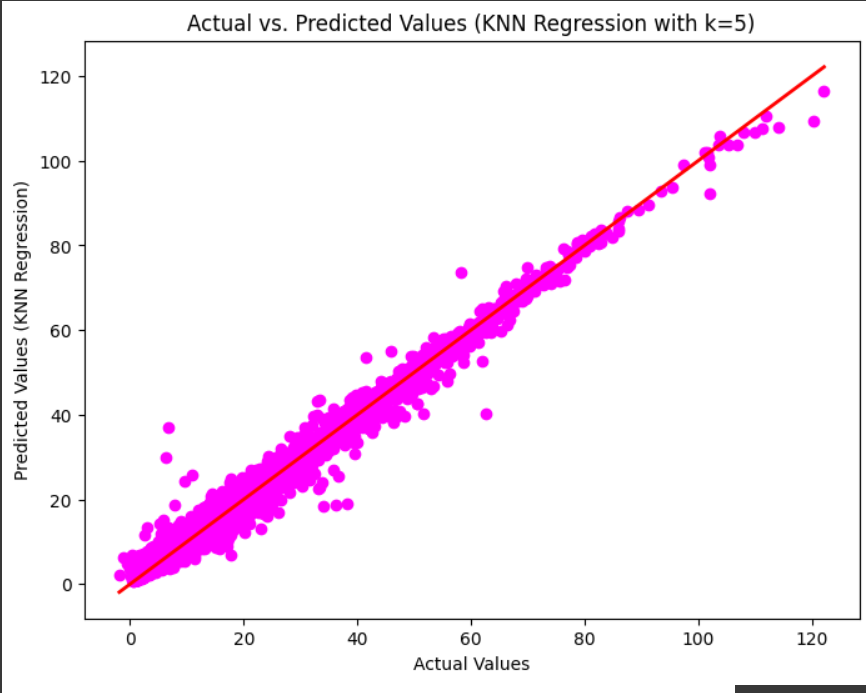 Actual vs. Predicted Values (KNN Regression with k=5)
Predicted Values (KNN Regression)
120
100
80
60
40
20
0
0 20 40 60 80 100 120
Actual Values